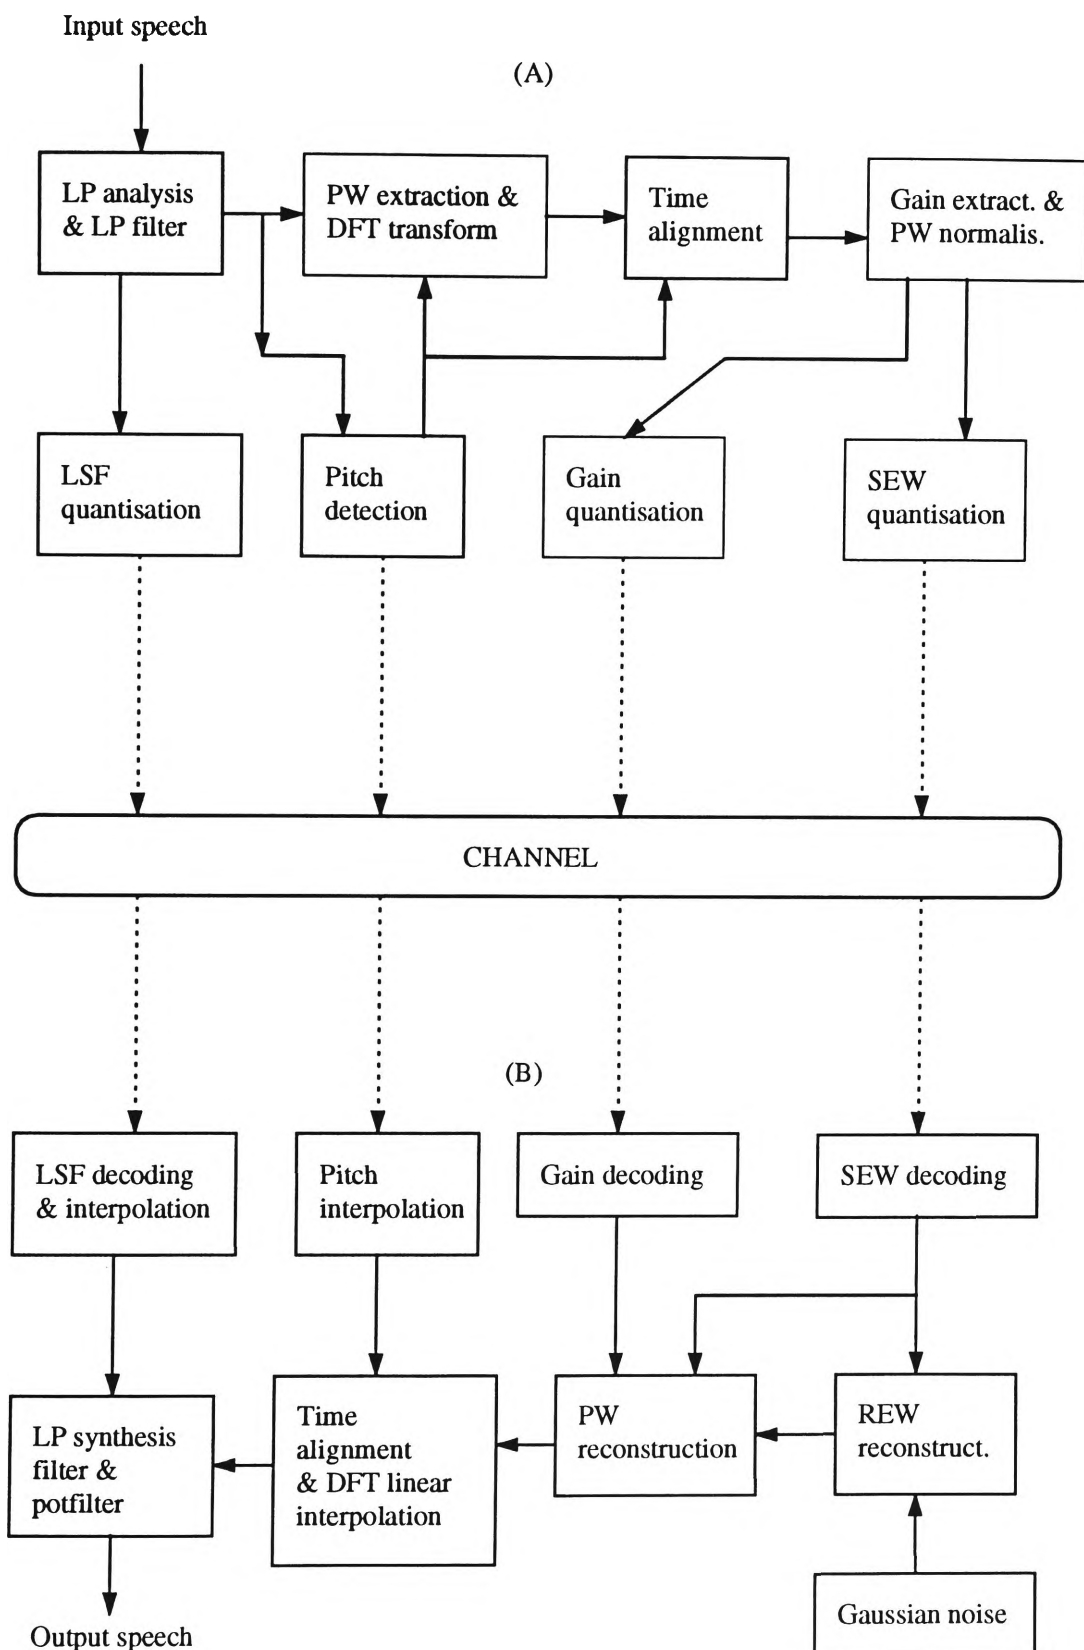 Input speech
(A)
LP analysis
& LP filter
PW extraction &
DFT transform
Time
alignment
Gain extract. &
PW normalis.
LSF
quantisation
Pitch
detection
Gain
quantisation
SEW
quantisation
CHANNEL
(B)
LSF decoding
& interpolation
Pitch
interpolation
Gain decoding
SEW decoding
LP synthesis
filter &
potfilter
Time
alignment
& DFT linear
interpolation
PW
reconstruction
REW
reconstruct.
Gaussian noise
Output speech